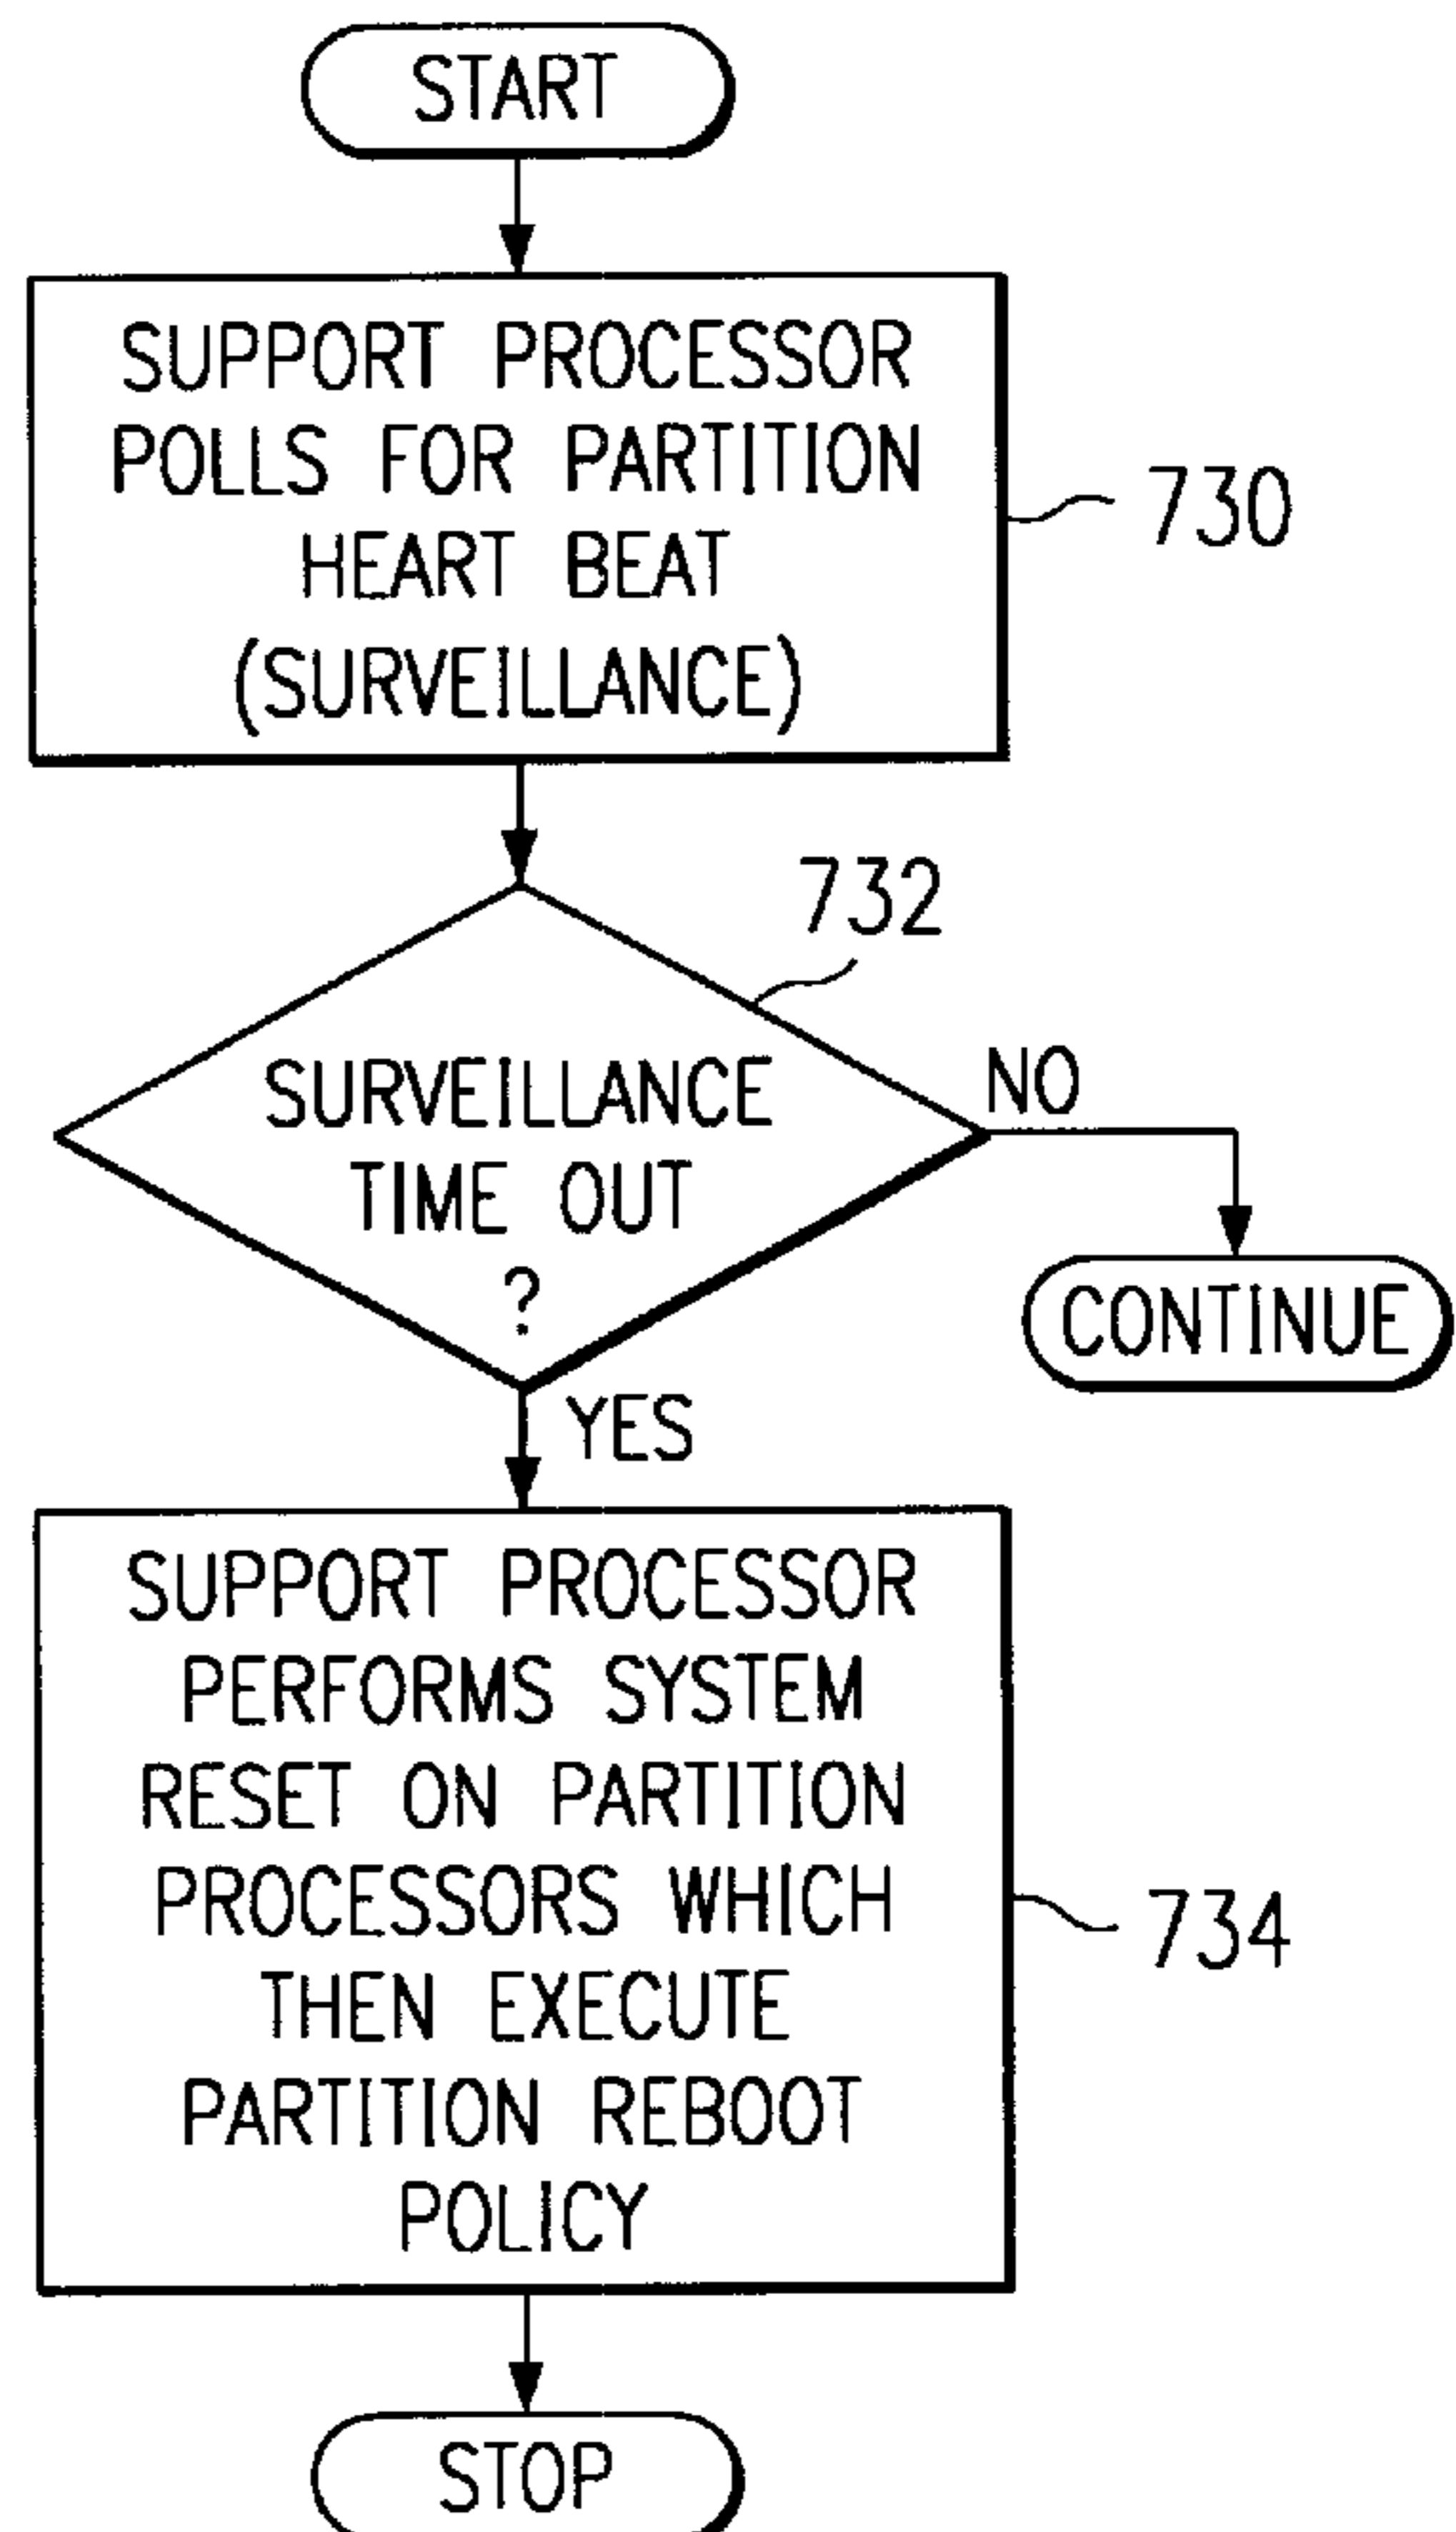 START
SUPPORT PROCESSOR
POLLS FOR PARTITION
HEART BEAT
(SURVEILLANCE)
730
732
SURVEILLANCE
TIME OUT
?
NO
CONTINUE
YES
SUPPORT PROCESSOR
PERFORMS SYSTEM
RESET ON PARTITION
PROCESSORS WHICH
THEN EXECUTE
PARTITION REBOOT
POLICY
734
STOP